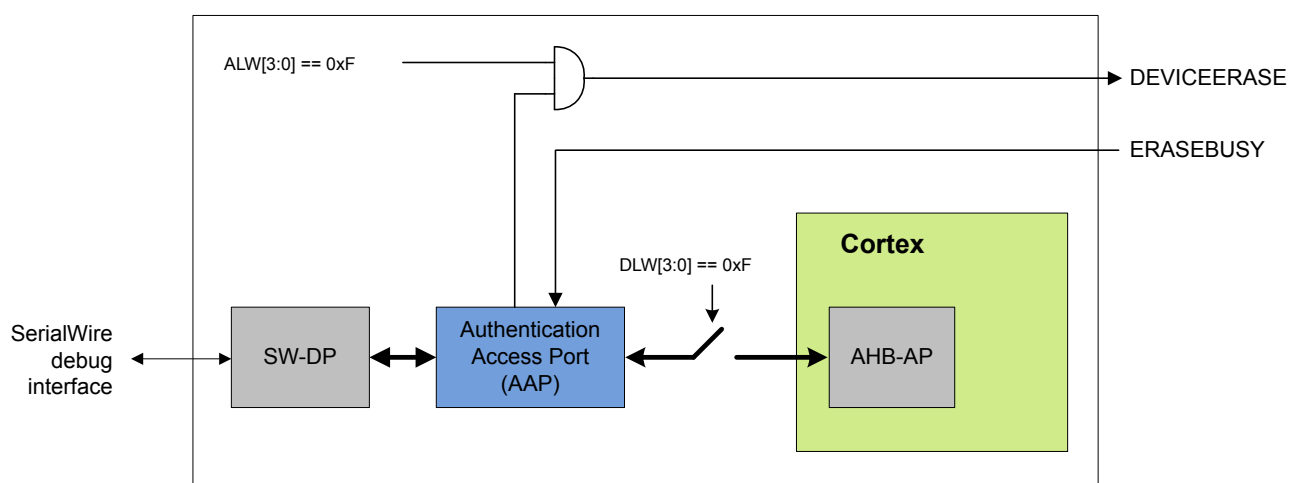 ALW[3:0] == 0xF
DEVICEERASE
ERASEBUSY
Cortex
DLW[3:0] == 0xF
SerialWire
debug
interface
SW-DP
Authentication
Access Port
(AAP)
AHB-AP